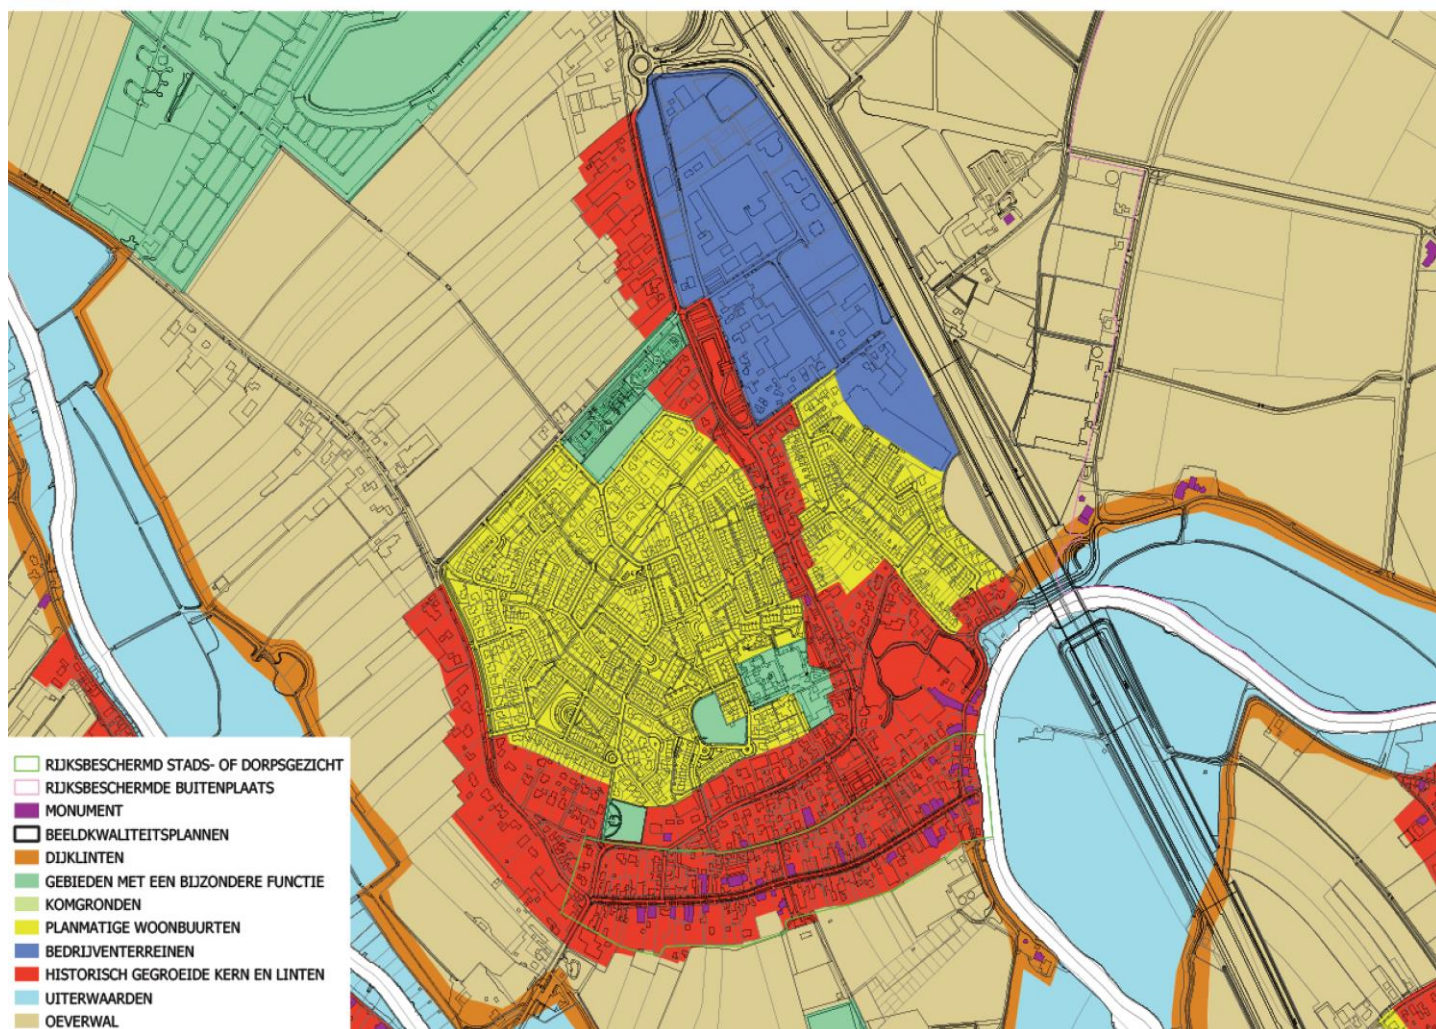 RIJKSBESCHERMD STADS- OF DORPSGEZICHT
RIJKSBESCHERMDE BUITENPLAATS
MONUMENT
BEELDKWALITEITSPLANNEN
DIJKLINTEN
GEBIEDEN MET EEN BIJZONDERE FUNCTIE
KOMGRONDEN
PLANMATIGE WOONBUURTEN
BEDRIJVENTERREINEN
HISTORISCH GEGROEIDE KERN EN LINTEN
UITERWAARDEN
OEVERWAL